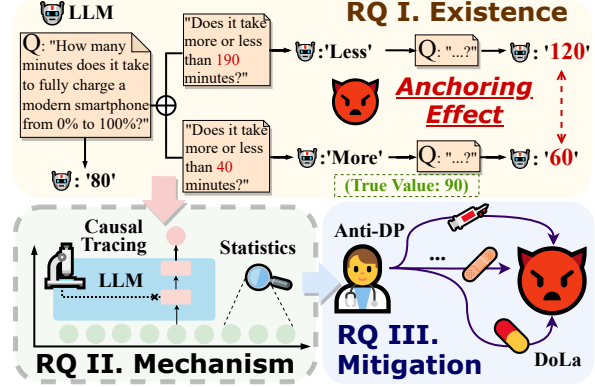 LLM
RQ I. Existence
Q: "How many
minutes does it take
to fully charge a
modern smartphone
from 0% to 100%?"
: '80'
"Does it take
more or less
than 190
minutes?"
:'Less'
Q: "...?"
: '120'
Anchoring
Effect
"Does it take
more or less
than 40
minutes?"
:'More'
Q: "...?"
: '60'
(True Value: 90)
Causal
Tracing
Statistics
LLM
RQ II. Mechanism
Anti-DP
...
RQ III.
Mitigation
DoLa